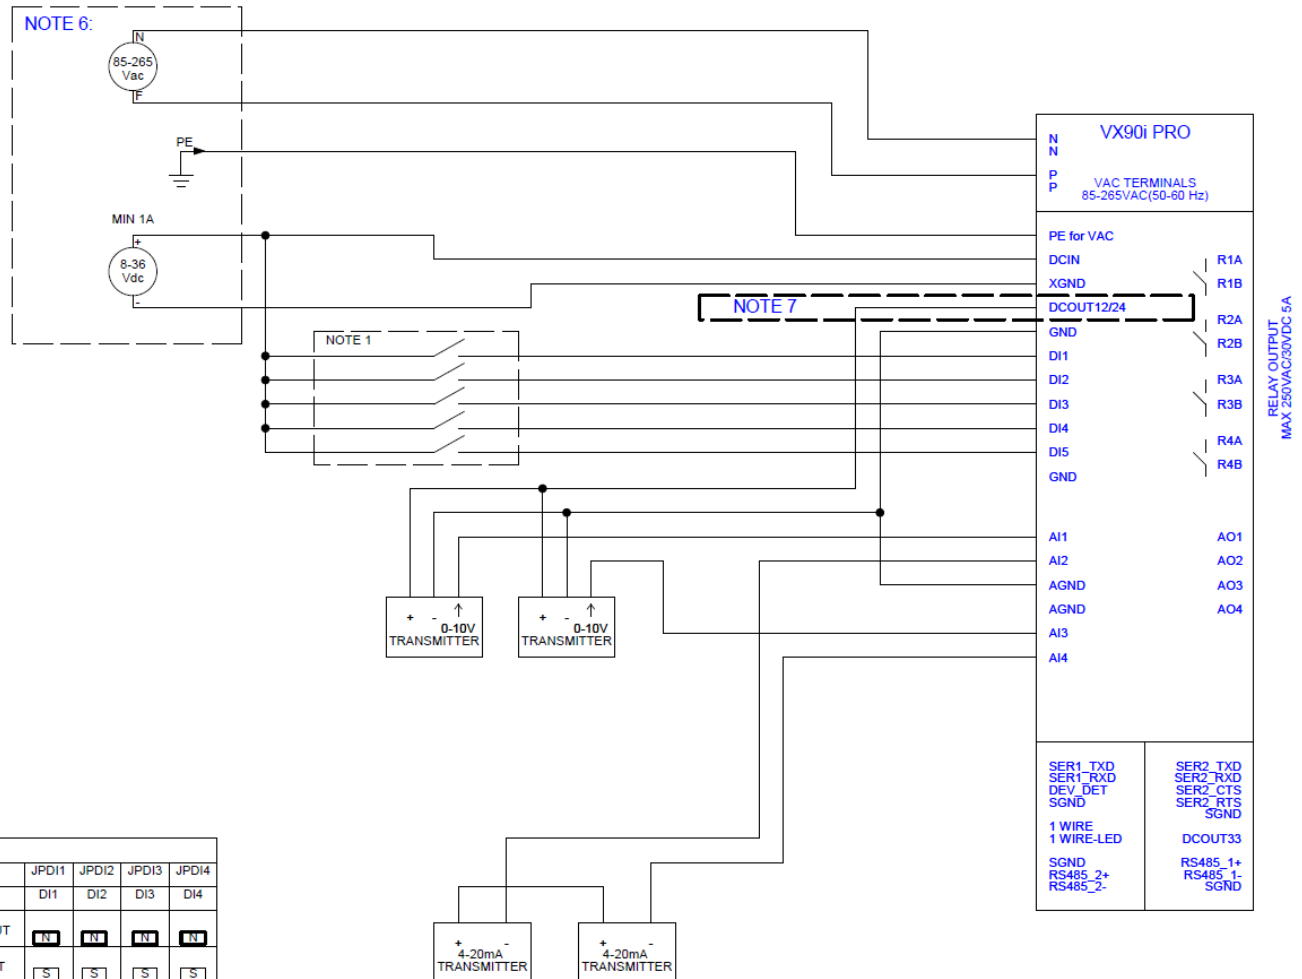 NOTE 6:
N
85-265
Vac
F
PE
MIN 1A
+
8-36
Vdc
-
NOTE 1
NOTE 7
VX90i PRO
N
N
P
P
VAC TERMINALS
85-265VAC(50-60 Hz)
PE for VAC
DCIN
XGND
DCOUT12/24
GND
DI1
DI2
DI3
DI4
DI5
GND
AI1
AI2
AGND
AGND
AI3
AI4
R1A
R1B
R2A
R2B
R3A
R3B
R4A
R4B
AO1
AO2
AO3
AO4
RELAY OUTPUT
MAX 250VAC/30VDC 5A
SER1_TXD
SER1_RXD
DEV_DET
SGND
1 WIRE
1 WIRE-LED
SGND
RS485_2+
RS485_2-
SER2_TXD
SER2_RXD
SER2_CTS
SER2_RTS
SGND
DCOUT33
RS485_1+
RS485_1-
SGND
+ -
0-10V
TRANSMITTER
+ -
0-10V
TRANSMITTER
+ -
4-20mA
TRANSMITTER
+ -
4-20mA
TRANSMITTER
JPDI1 JPDI2 JPDI3 JPDI4
DI1 DI2 DI3 DI4
N N N N
S S S S